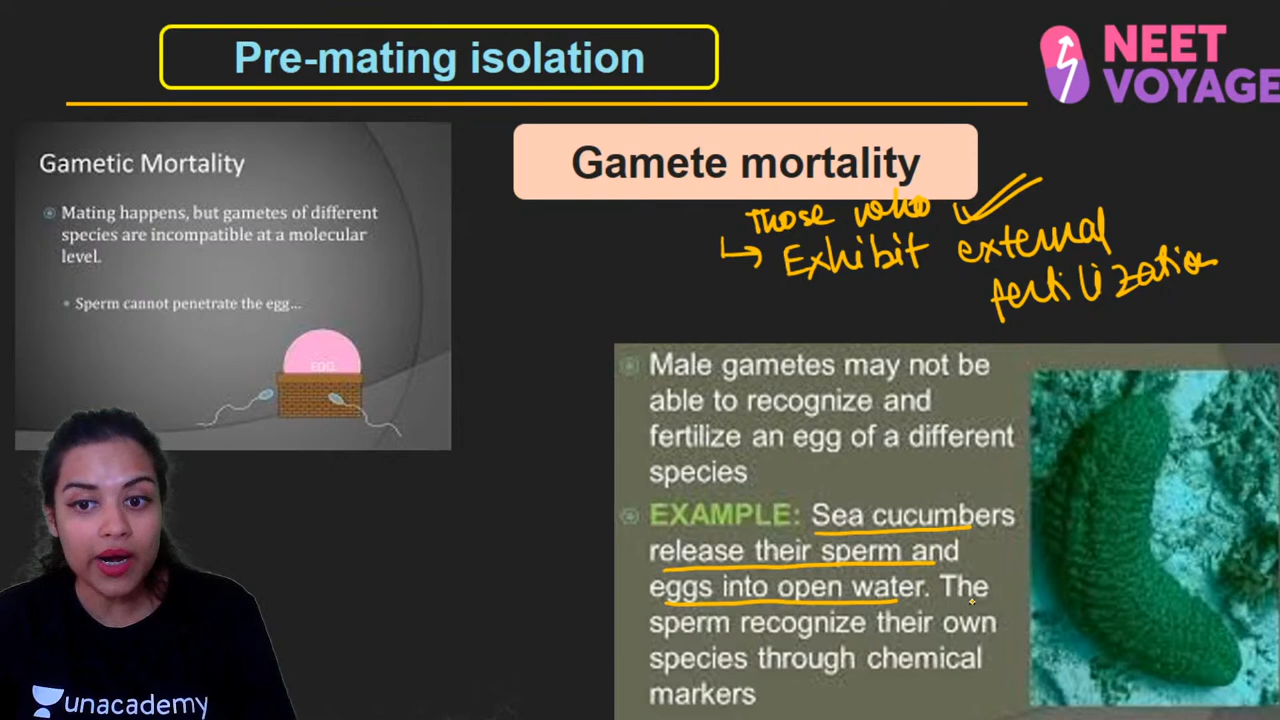 Pre-mating isolation
NEET
VOYAGE
Gametic Mortality
Mating happens, but gametes of different
species are incompatible at a molecular
level.
Sperm cannot penetrate the egg...
EGG
Gamete mortality
Those who
Exhibit external
fertilization
Male gametes may not be
able to recognize and
fertilize an egg of a different
species
EXAMPLE: Sea cucumbers
release their sperm and
eggs into open water. The
sperm recognize their own
species through chemical
markers
unacademy